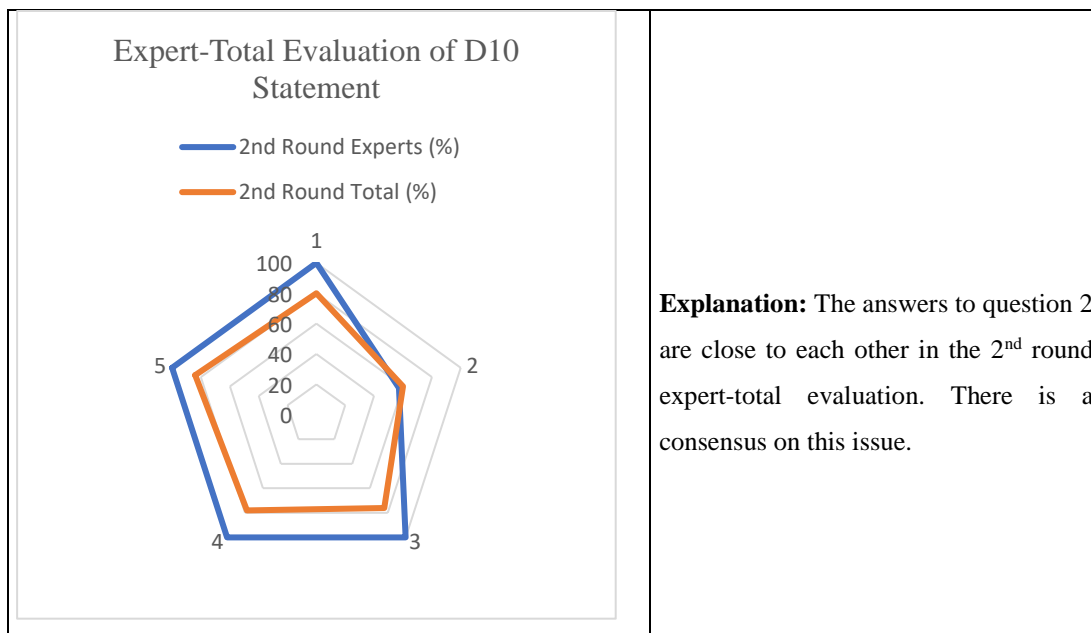 Expert-Total Evaluation of D10
Statement
2nd Round Experts (%)
2nd Round Total (%)
1
100
80
60
40
20
0
2
3
4
5
Explanation: The answers to question 2
are close to each other in the 2nd round
expert-total evaluation. There is a
consensus on this issue.